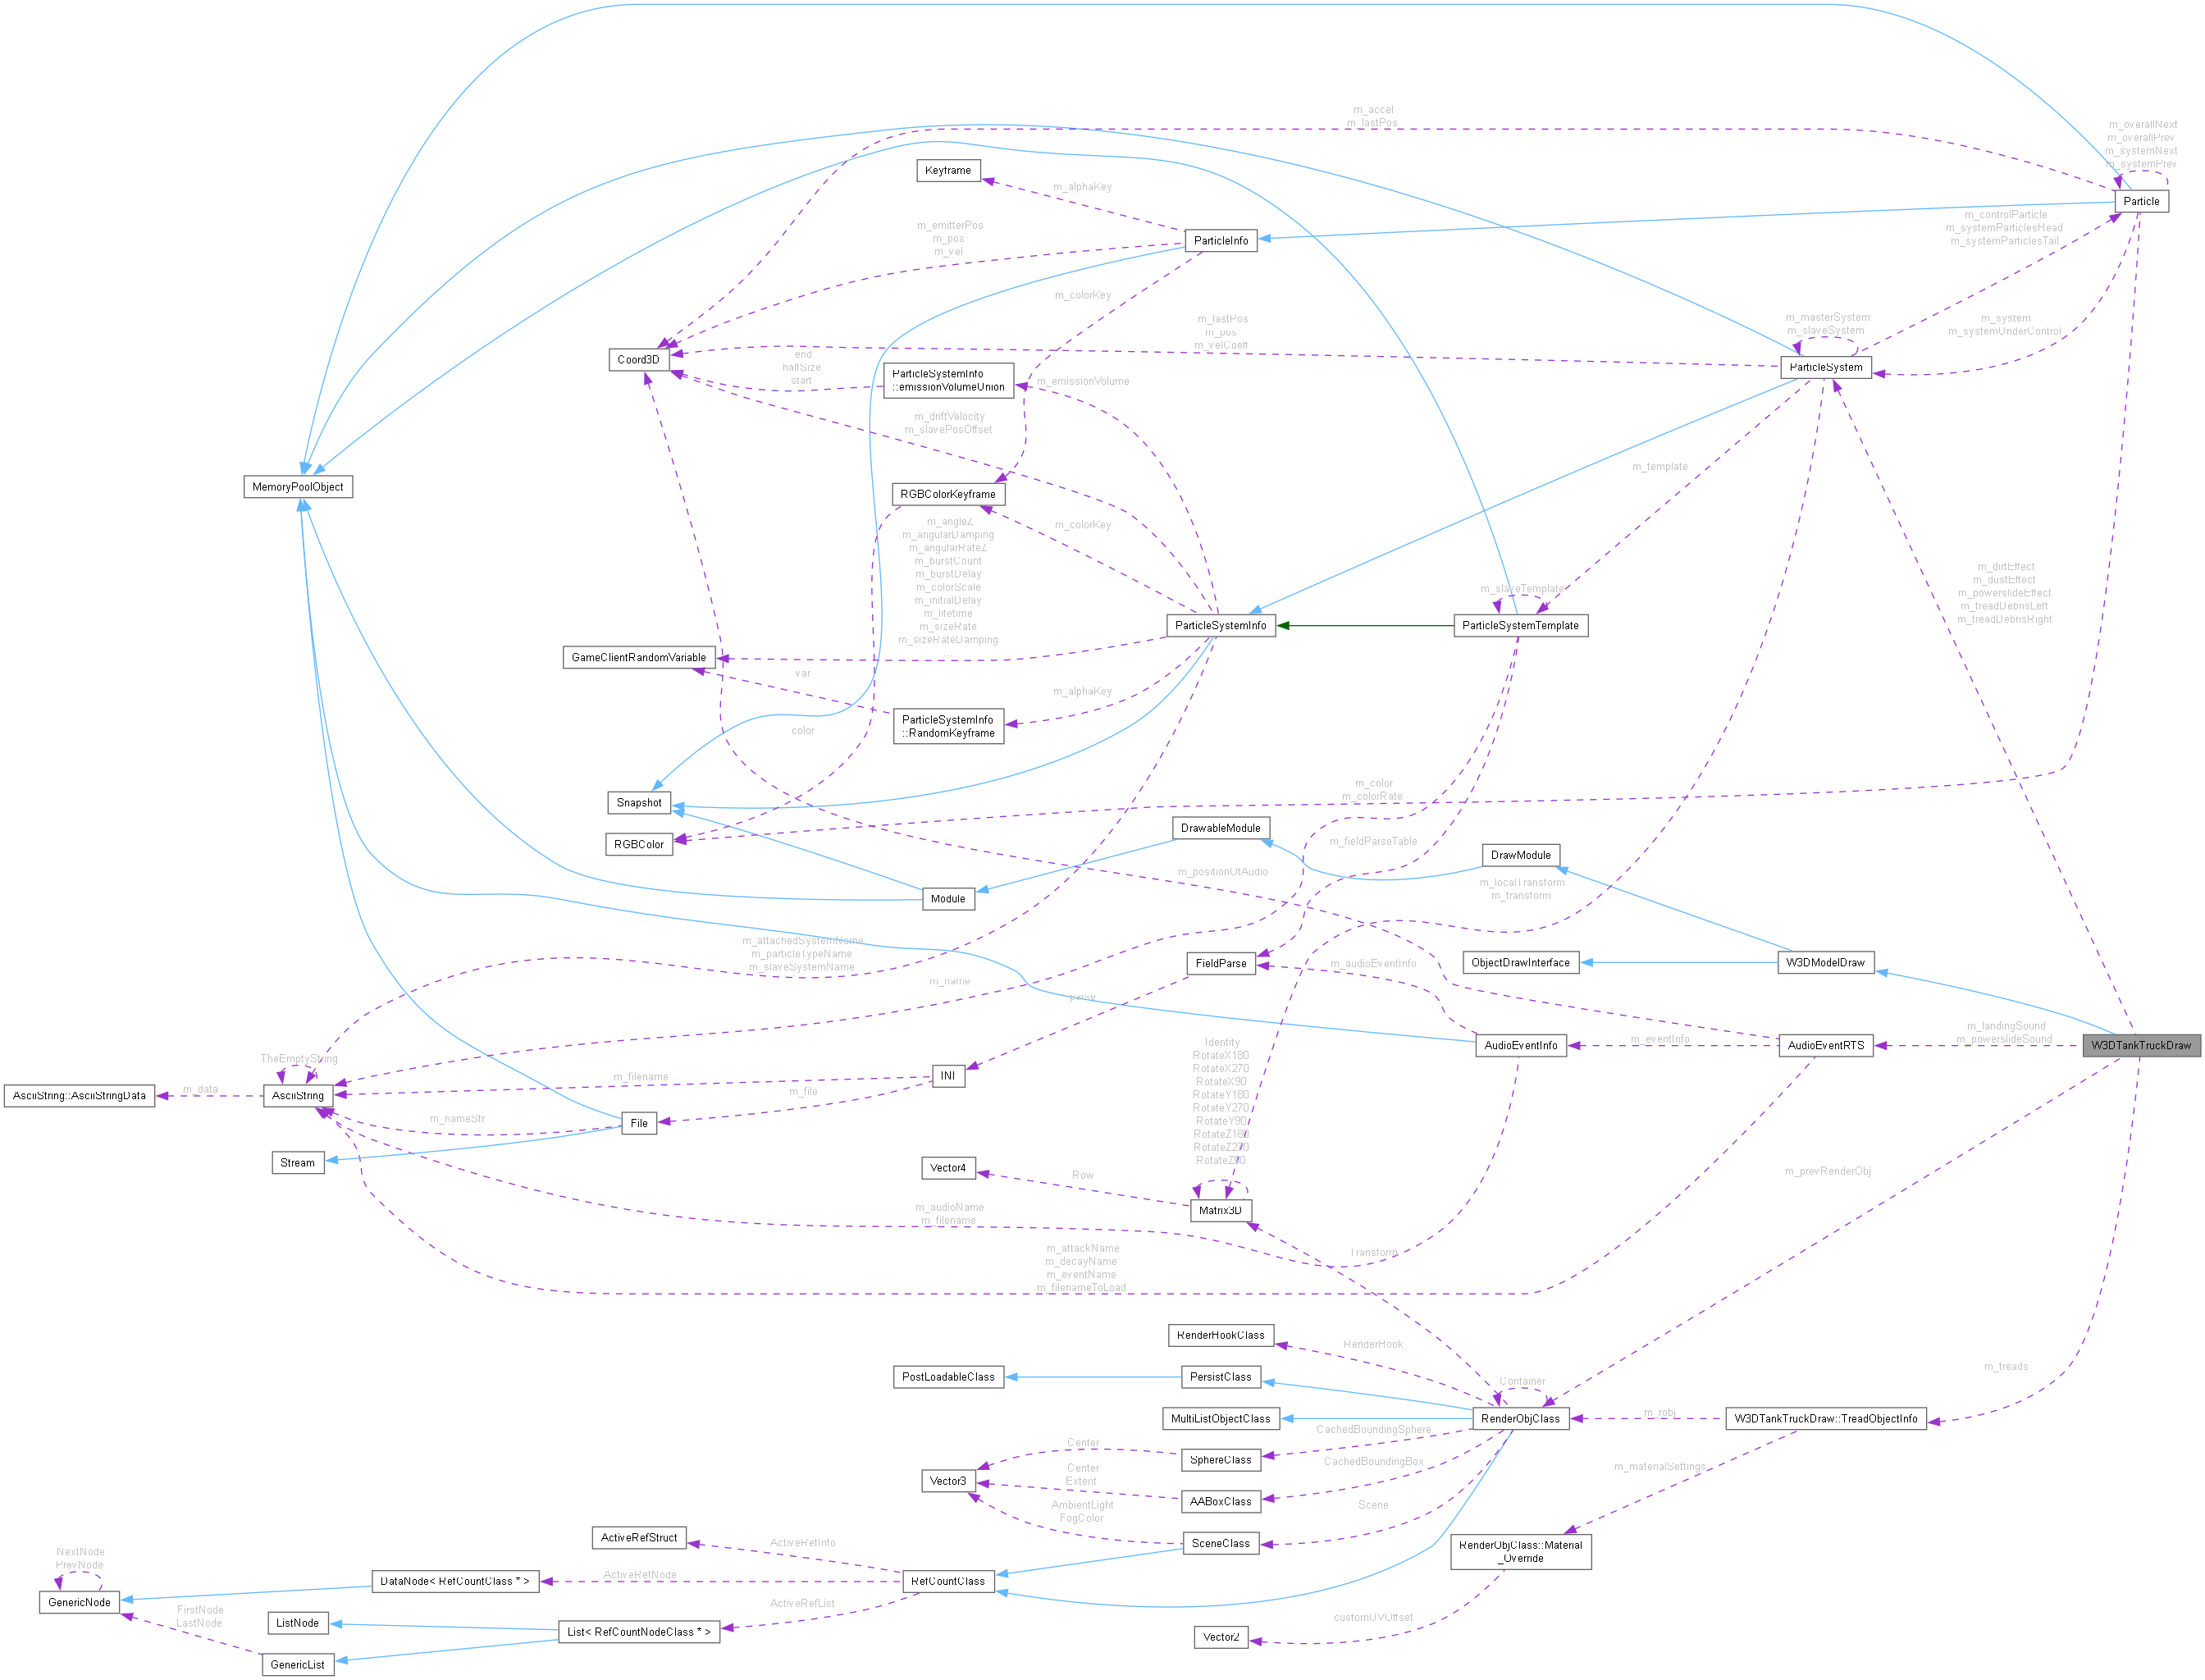 m_accel
m_lastPos
m_overallNext
m_overallPrev
m_systemNext
m_systemPrev
Keyframe
m_alphaKey
Particle
m_controlParticle
m_systemParticlesHead
m_systemParticlesTail
m_emitterPos
m_pos
m_vel
ParticleInfo
m_colorKey
m_lastPos
m_pos
m_velCoeff
m_masterSystem
m_slaveSystem
m_system
m_systemUnderControl
Coord3D
end
halfSize
start
ParticleSystemInfo
::emissionVolumeUnion
m_emissionVolume
ParticleSystem
m_driftVelocity
m_slavePosOffset
m_template
MemoryPoolObject
RGBColorKeyframe
m_colorKey
m_angleZ
m_angularDamping
m_angularRateZ
m_burstCount
m_burstDelay
m_colorScale
m_initialDelay
m_lifetime
m_sizeRate
m_sizeRateDamping
...
m_slaveTemplate
m_dirtEffect
m_dustEffect
m_powerslideEffect
m_treadDebrisLeft
m_treadDebrisRight
ParticleSystemInfo
ParticleSystemTemplate
GameClientRandomVariable
var
m_alphaKey
ParticleSystemInfo
::RandomKeyframe
color
m_color
m_colorRate
Snapshot
RGBColor
DrawableModule
m_fieldParseTable
DrawModule
m_positionOfAudio
m_localTransform
m_transform
Module
m_attachedSystemName
m_particleTypeName
m_slaveSystemName
m_name
FieldParse
m_audioEventInfo
ObjectDrawInterface
W3DModelDraw
parse
m_landingSound
m_powerslideSound
AudioEventInfo
m_eventInfo
AudioEventRTS
W3DTankTruckDraw
TheEmptyString
AsciiString::AsciiStringData
m_data
AsciiString
m_filename
INI
m_file
m_nameStr
File
Stream
Identity
RotateX180
RotateX270
RotateX90
RotateY180
RotateY270
RotateY90
RotateZ180
RotateZ270
RotateZ90
Vector4
Row
Matrix3D
m_prevRenderObj
m_audioName
m_filename
m_attackName
m_decayName
m_eventName
m_filenameToLoad
Transform
RenderHookClass
RenderHook
PostLoadableClass
PersistClass
Container
m_treads
MultiListObjectClass
RenderObjClass
m_robj
W3DTankTruckDraw::TreadObjectInfo
Center
SphereClass
CachedBoundingSphere
Vector3
Center
Extent
CachedBoundingBox
m_materialSettings
AABoxClass
AmbientLight
FogColor
Scene
SceneClass
ActiveRefStruct
ActiveRefInfo
RenderObjClass::Material
_Override
NextNode
PrevNode
GenericNode
DataNode< RefCountClass * >
ActiveRefNode
RefCountClass
FirstNode
LastNode
ListNode
ActiveRefList
List< RefCountNodeClass * >
customUVOffset
Vector2
GenericList